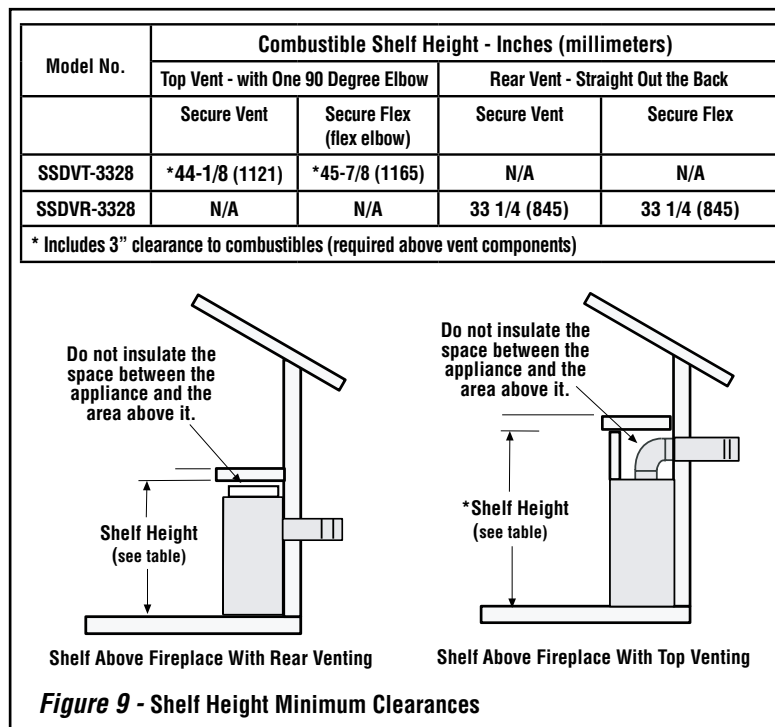 Model No.
Combustible Shelf Height - Inches (millimeters)
Top Vent - with One 90 Degree Elbow
Rear Vent - Straight Out the Back
Secure Vent
Secure Flex
(flex elbow)
Secure Vent
Secure Flex
SSDVT-3328 *44-1/8 (1121) *45-7/8 (1165) N/A N/A
SSDVR-3328 N/A N/A 33 1/4 (845) 33 1/4 (845)
* Includes 3” clearance to combustibles (required above vent components)
Do not insulate the
space between the
appliance and the
area above it.
Shelf Height
(see table)
Shelf Above Fireplace With Rear Venting
Do not insulate the
space between the
appliance and the
area above it.
*Shelf Height
(see table)
Shelf Above Fireplace With Top Venting
Figure 9 - Shelf Height Minimum Clearances